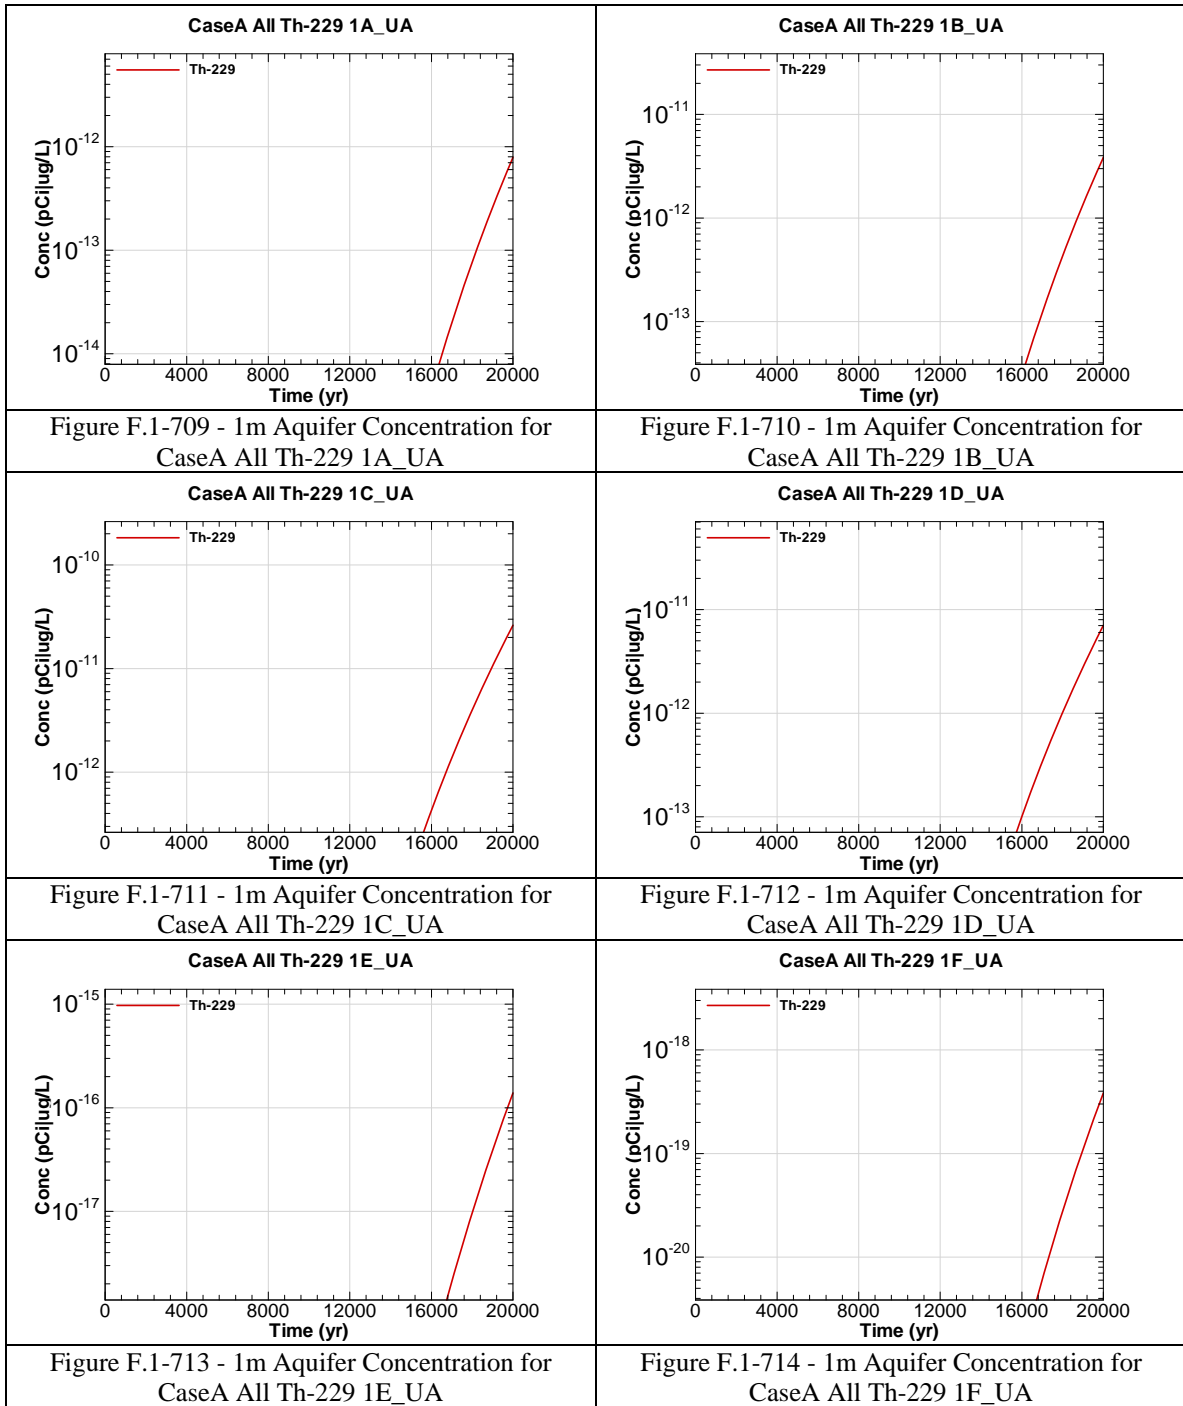 CaseA All Th-229 1A_UA
Th-229
Conc (pCi|ug/L)
10-12
10-13
10-14
0 4000 8000 12000 16000 20000
Time (yr)
Figure F.1-709 - 1m Aquifer Concentration for
CaseA All Th-229 1A_UA
CaseA All Th-229 1B_UA
Th-229
Conc (pCi|ug/L)
10-11
10-12
10-13
0 4000 8000 12000 16000 20000
Time (yr)
Figure F.1-710 - 1m Aquifer Concentration for
CaseA All Th-229 1B_UA
CaseA All Th-229 1C_UA
Th-229
Conc (pCi|ug/L)
10-10
10-11
10-12
0 4000 8000 12000 16000 20000
Time (yr)
Figure F.1-711 - 1m Aquifer Concentration for
CaseA All Th-229 1C_UA
CaseA All Th-229 1D_UA
Th-229
Conc (pCi|ug/L)
10-11
10-12
10-13
0 4000 8000 12000 16000 20000
Time (yr)
Figure F.1-712 - 1m Aquifer Concentration for
CaseA All Th-229 1D_UA
CaseA All Th-229 1E_UA
Th-229
Conc (pCi|ug/L)
10-15
10-16
10-17
0 4000 8000 12000 16000 20000
Time (yr)
Figure F.1-713 - 1m Aquifer Concentration for
CaseA All Th-229 1E_UA
CaseA All Th-229 1F_UA
Th-229
Conc (pCi|ug/L)
10-18
10-19
10-20
0 4000 8000 12000 16000 20000
Time (yr)
Figure F.1-714 - 1m Aquifer Concentration for
CaseA All Th-229 1F_UA